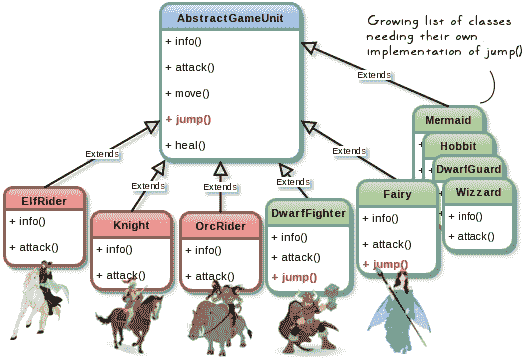 AbstractGameUnit
+ info()
+ attack()
+ move()
+ jump()
+ heal()
Growing list of classes
needing their own
implementation of jump()
Extends
Extends
Extends
Extends
Extends
Extends
Extends
ElfRider
+ info()
+ attack()
Knight
+ info()
+ attack()
OrcRider
+ info()
+ attack()
DwarfFighter
+ info()
+ attack()
+ jump()
Fairy
+ info()
+ attack()
+ jump()
Mermaid
Hobbit
DwarfGuard
Wizzard
+ info()
+ attack()